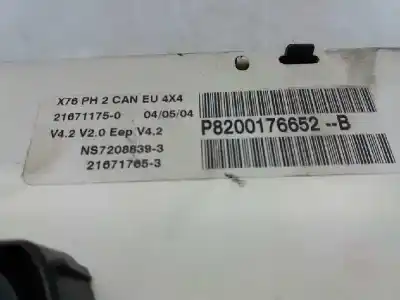 X76 PH 2 CAN EU 4X4
21671175-0 04/05/04
V4.2 V2.0 Eep V4.2
NS7208839-3
21671765-3
P8200176652--B